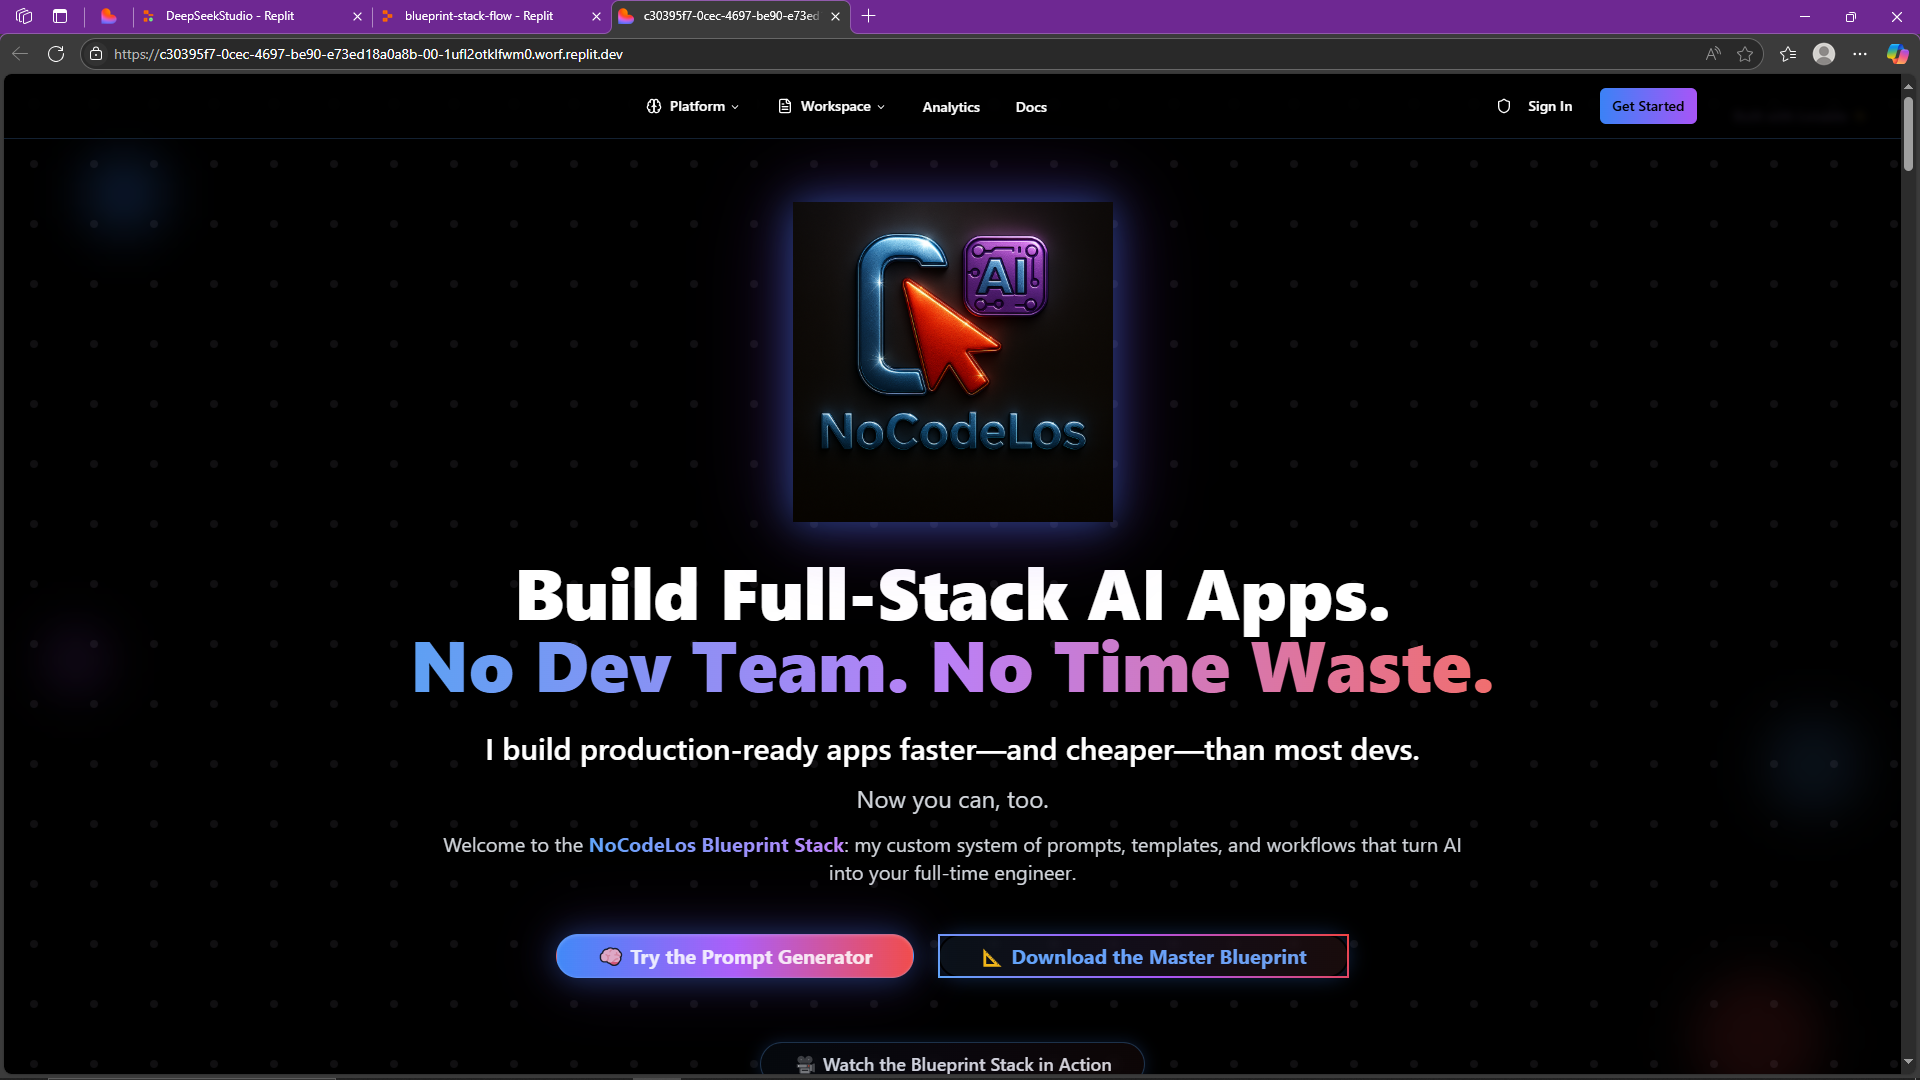 DeepSeekStudio - Replit
blueprint-stack-flow - Replit
c30395f7-0cec-4697-be90-e73ed
https://c30395f7-0cec-4697-be90-e73ed18a0a8b-00-1ufl2otklfwm0.worf.replit.dev
Platform
Workspace
Analytics
Docs
Sign In
Get Started
AI
NoCodeLos
Build Full-Stack AI Apps.
No Dev Team. No Time Waste.
I build production-ready apps faster—and cheaper—than most devs.
Now you can, too.
Welcome to the NoCodeLos Blueprint Stack: my custom system of prompts, templates, and workflows that turn AI
into your full-time engineer.
🧠 Try the Prompt Generator
📐 Download the Master Blueprint
🎥 Watch the Blueprint Stack in Action